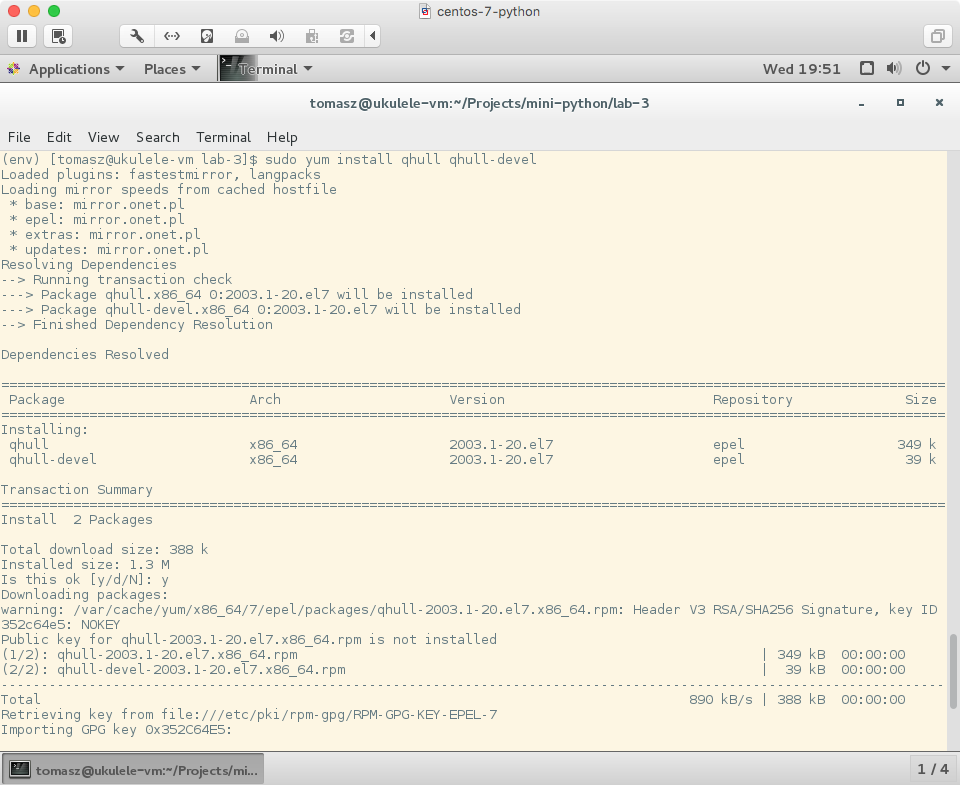 centos-7-python
Applications Places Terminal Wed 19:51
tomasz@ukulele-vm:~/Projects/mini-python/lab-3
File Edit View Search Terminal Help
(env) [tomasz@ukulele-vm lab-3]$ sudo yum install qhull qhull-devel
Loaded plugins: fastestmirror, langpacks
Loading mirror speeds from cached hostfile
 * base: mirror.onet.pl
 * epel: mirror.onet.pl
 * extras: mirror.onet.pl
 * updates: mirror.onet.pl
Resolving Dependencies
--> Running transaction check
---> Package qhull.x86_64 0:2003.1-20.el7 will be installed
---> Package qhull-devel.x86_64 0:2003.1-20.el7 will be installed
--> Finished Dependency Resolution
Dependencies Resolved
Package Arch Version Repository Size
Installing:
qhull x86_64 2003.1-20.el7 epel 349 k
qhull-devel x86_64 2003.1-20.el7 epel 39 k
Transaction Summary
Install 2 Packages
Total download size: 388 k
Installed size: 1.3 M
Is this ok [y/d/N]: y
Downloading packages:
warning: /var/cache/yum/x86_64/7/epel/packages/qhull-2003.1-20.el7.x86_64.rpm: Header V3 RSA/SHA256 Signature, key ID
352c64e5: NOKEY
Public key for qhull-2003.1-20.el7.x86_64.rpm is not installed
(1/2): qhull-2003.1-20.el7.x86_64.rpm | 349 kB 00:00:00
(2/2): qhull-devel-2003.1-20.el7.x86_64.rpm | 39 kB 00:00:00
Total 890 kB/s | 388 kB 00:00:00
Retrieving key from file:///etc/pki/rpm-gpg/RPM-GPG-KEY-EPEL-7
Importing GPG key 0x352C64E5:
tomasz@ukulele-vm:~/Projects/mi... 1 / 4